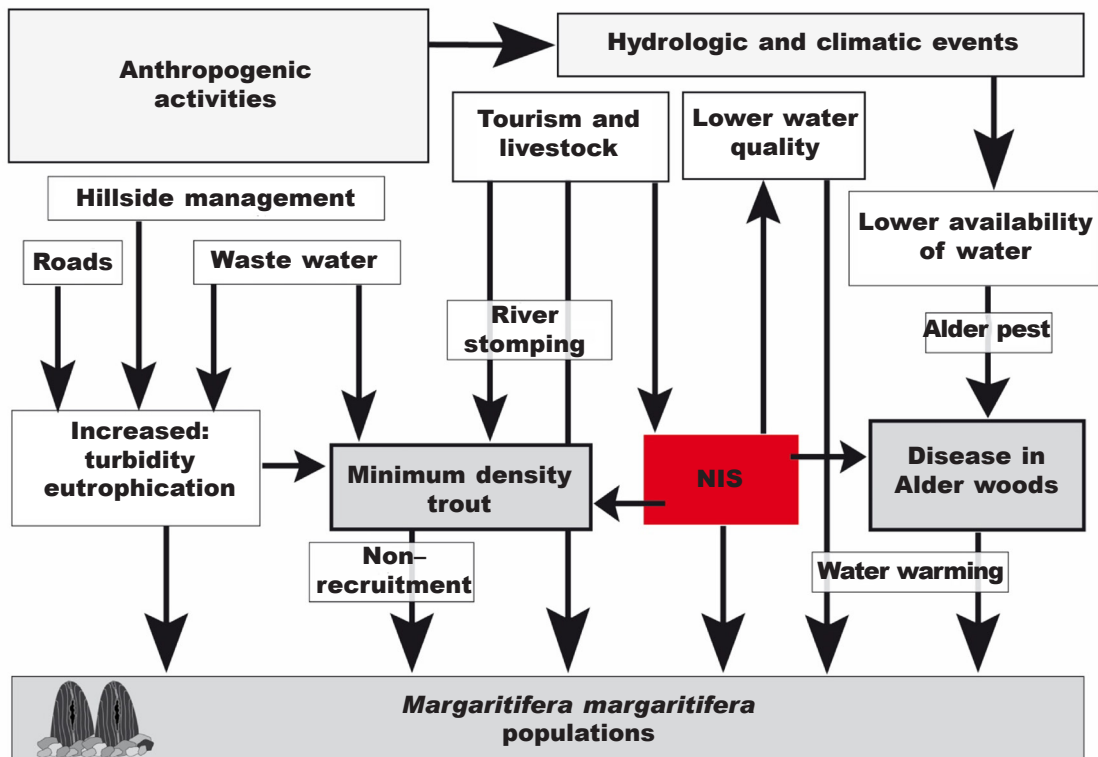 Anthropogenic
activities
Hydrologic and climatic events
Tourism and
livestock
Lower water
quality
Hillside management
Lower availability
of water
Roads
Waste water
River
stomping
Alder pest
Increased:
turbidity
eutrophication
Minimum density
trout
NIS
Disease in
Alder woods
Non–
recruitment
Water warming
Margaritifera margaritifera
populations